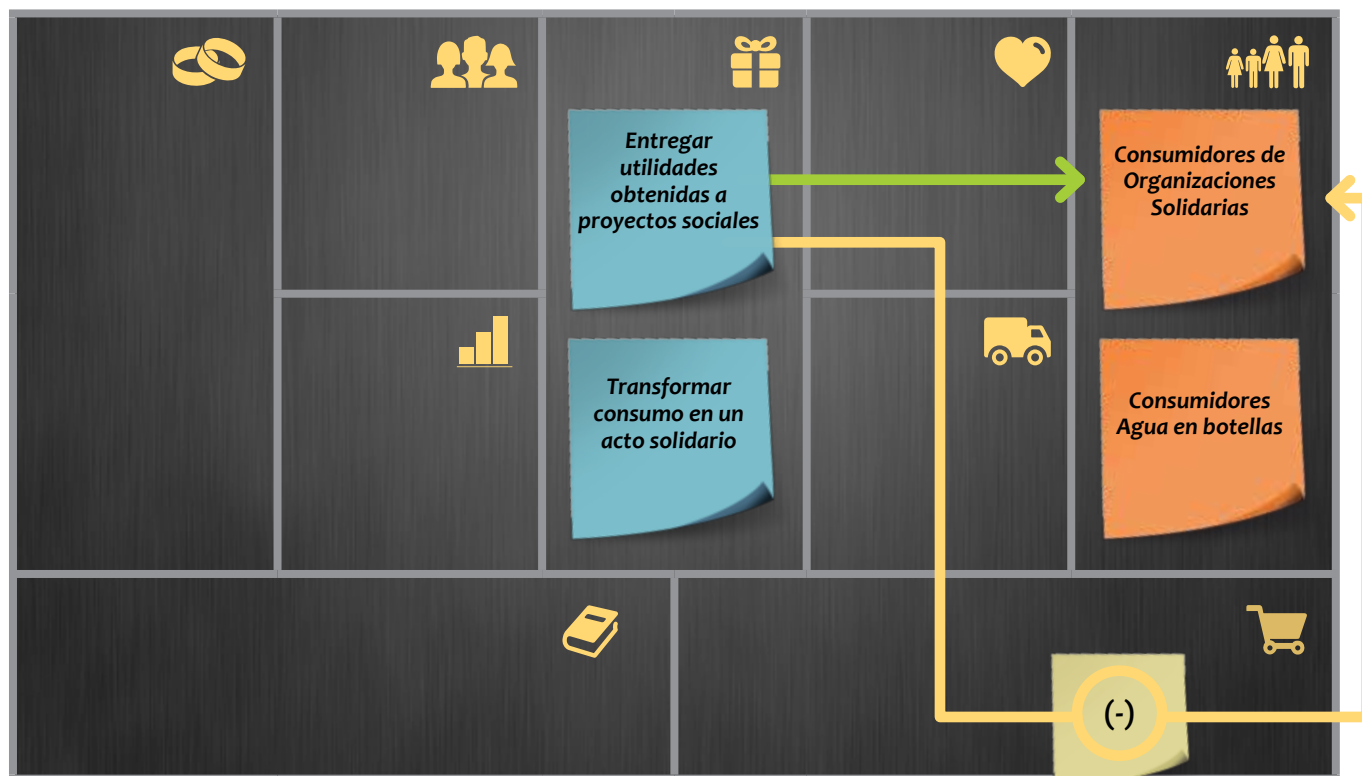 Entregar
utilidades
obtenidas a
proyectos sociales
Consumidores de
Organizaciones
Solidarias
Transformar
consumo en un
acto solidario
Consumidores
Agua en botellas
(-)